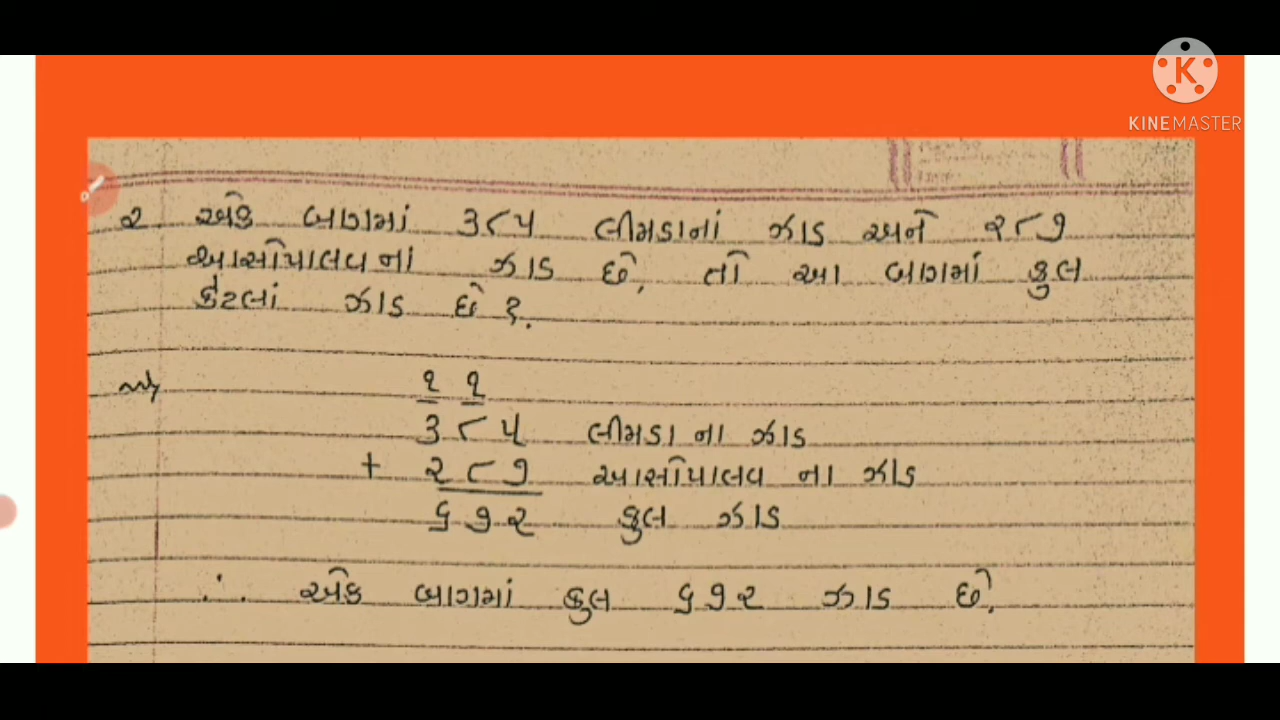 KINEMASTER
૨ એક બાગમાં ૩૮૫ લીમડાનાં ઝાડ અને ૨૮૭
આસોપાલવનાં ઝાડ છે, તો આ બાગમાં કુલ
કેટલાં ઝાડ છે ?.
૧ ૧
૩૮૫ લીમડા ના ઝાડ
+ ૨૮૭ આસોપાલવ ના ઝાડ
૬૭૨ કુલ ઝાડ
∴ એક બાગમાં કુલ ૬૭૨ ઝાડ છે.